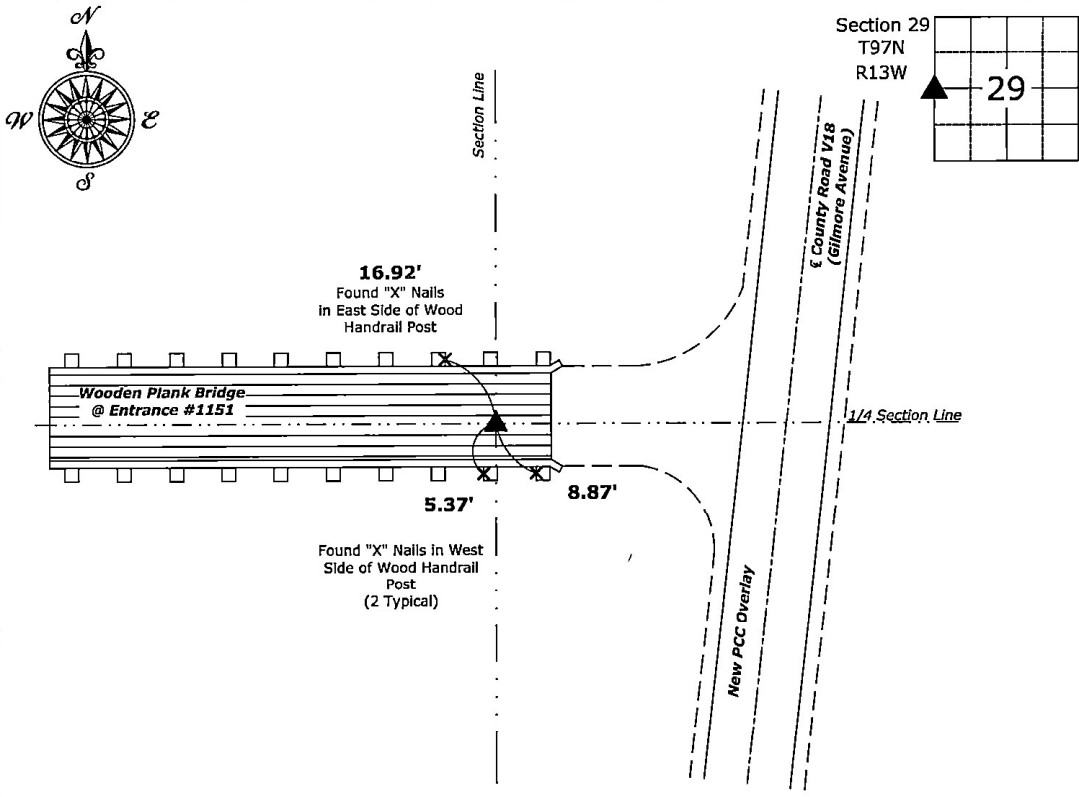 N
W
E
S
Section 29
T97N
R13W
29
Section Line
℄ County Road V18
(Gilmore Avenue)
16.92'
Found "X" Nails
in East Side of Wood
Handrail Post
Wooden Plank Bridge
@ Entrance #1151
1/4 Section Line
5.37'
8.87'
Found "X" Nails in West
Side of Wood Handrail
Post
(2 Typical)
New PCC Overlay